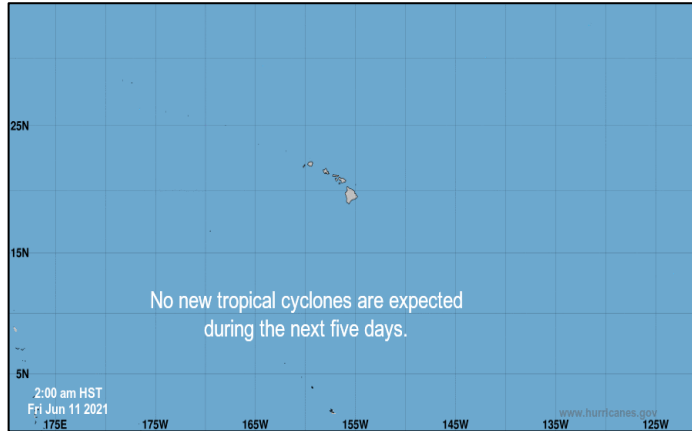 25N
15N
No new tropical cyclones are expected
during the next five days.
5N
2:00 am HST
Fri Jun 11 2021
www.hurricanes.gov
175E
175W
165W
155W
145W
135W
125W